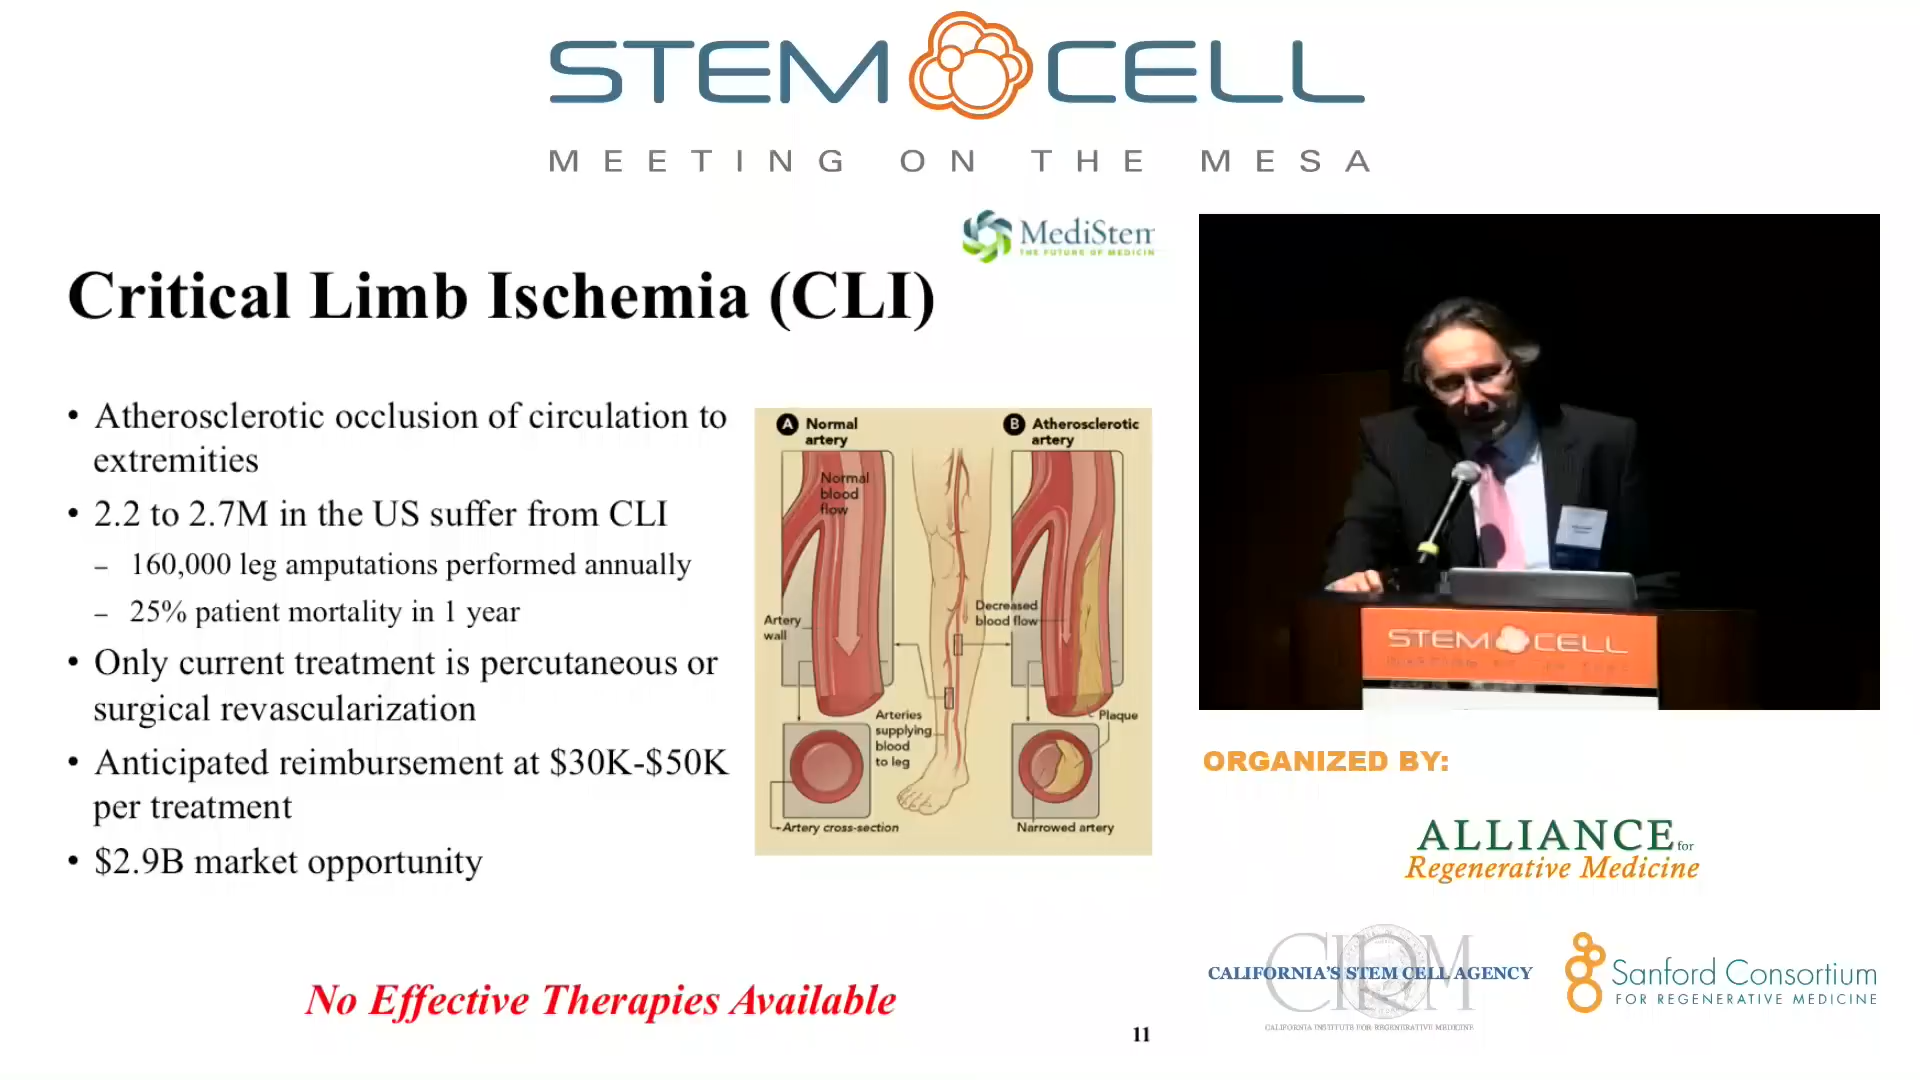 STEM CELL
MEETING ON THE MESA
MediStem
THE FUTURE OF MEDICIN
Critical Limb Ischemia (CLI)
• Atherosclerotic occlusion of circulation to
extremities
• 2.2 to 2.7M in the US suffer from CLI
– 160,000 leg amputations performed annually
– 25% patient mortality in 1 year
• Only current treatment is percutaneous or
surgical revascularization
• Anticipated reimbursement at $30K-$50K
per treatment
• $2.9B market opportunity
A Normal
artery
Normal
blood
flow
Artery
wall
Arteries
supplying
blood
to leg
Artery cross-section
B Atherosclerotic
artery
Decreased
blood flow
Plaque
Narrowed artery
No Effective Therapies Available
11
STEM CELL
ORGANIZED BY:
ALLIANCE for
Regenerative Medicine
CIRM
CALIFORNIA'S STEM CELL AGENCY
CALIFORNIA INSTITUTE FOR REGENERATIVE MEDICINE
Sanford Consortium
FOR REGENERATIVE MEDICINE